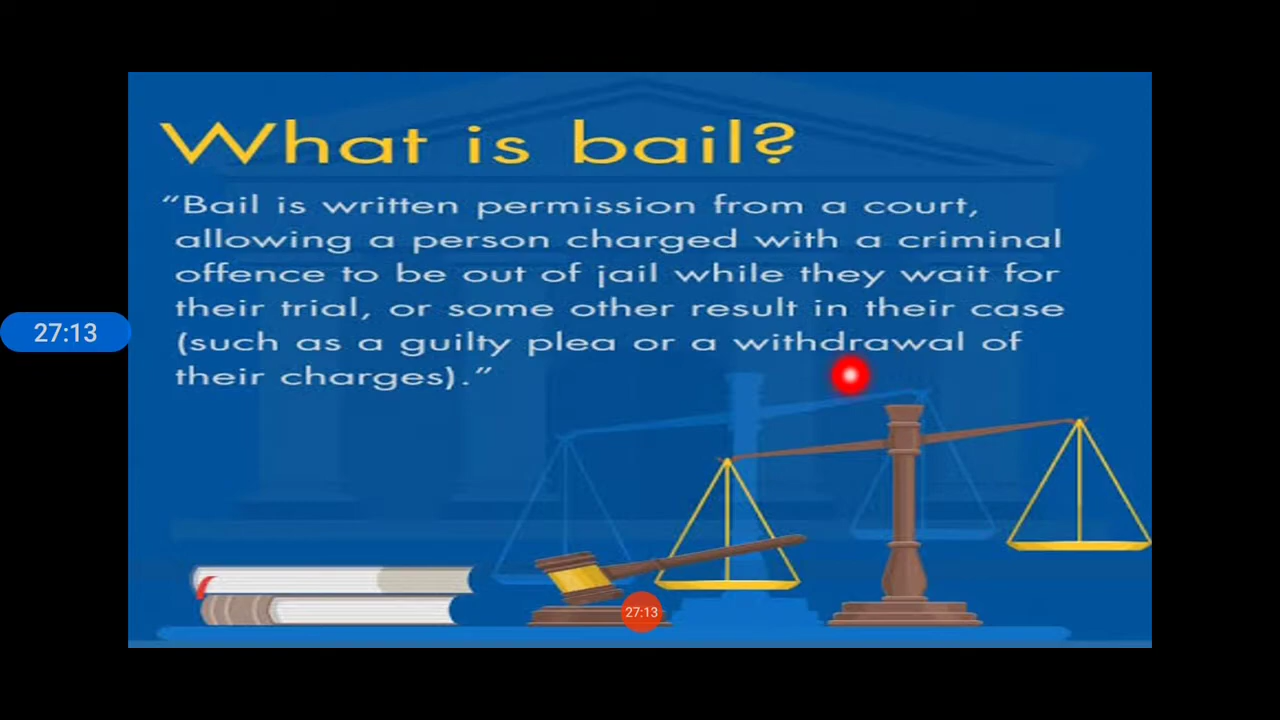 What is bail?
“Bail is written permission from a court,
allowing a person charged with a criminal
offence to be out of jail while they wait for
their trial, or some other result in their case
27:13
(such as a guilty plea or a withdrawal of
their charges).”
27:13